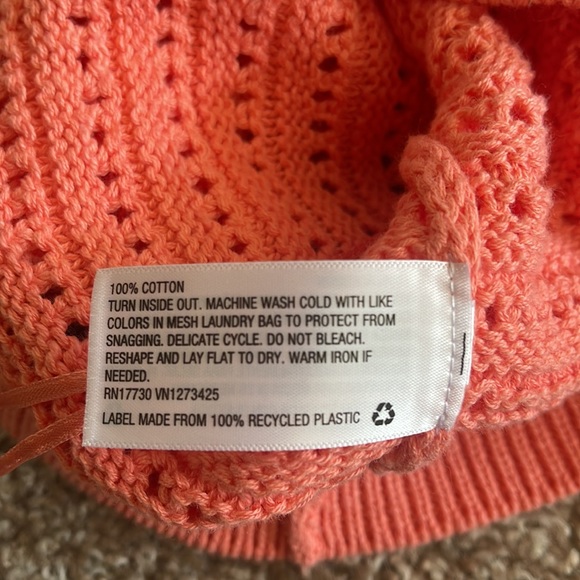 100% COTTON
TURN INSIDE OUT. MACHINE WASH COLD WITH LIKE
COLORS IN MESH LAUNDRY BAG TO PROTECT FROM
SNAGGING. DELICATE CYCLE. DO NOT BLEACH.
RESHAPE AND LAY FLAT TO DRY. WARM IRON IF
NEEDED.
RN17730 VN1273425
LABEL MADE FROM 100% RECYCLED PLASTIC